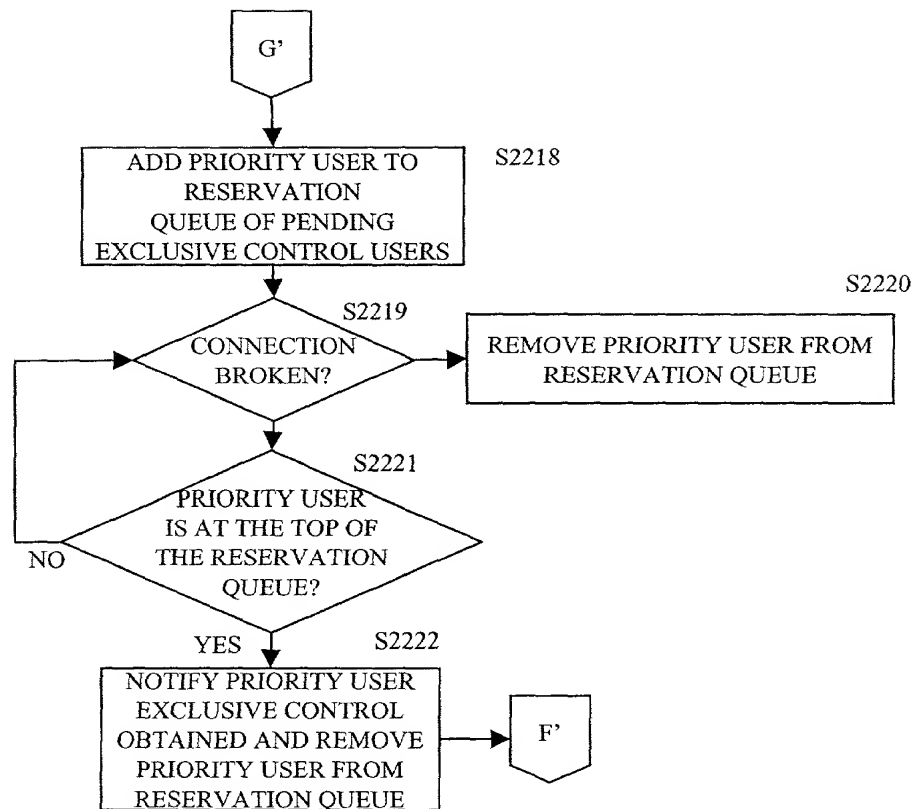 G'
ADD PRIORITY USER TO
RESERVATION
QUEUE OF PENDING
EXCLUSIVE CONTROL USERS
S2218
S2219
CONNECTION
BROKEN?
S2220
REMOVE PRIORITY USER FROM
RESERVATION QUEUE
S2221
PRIORITY USER
IS AT THE TOP OF
THE RESERVATION
QUEUE?
NO
YES
S2222
NOTIFY PRIORITY USER
EXCLUSIVE CONTROL
OBTAINED AND REMOVE
PRIORITY USER FROM
RESERVATION QUEUE
F'